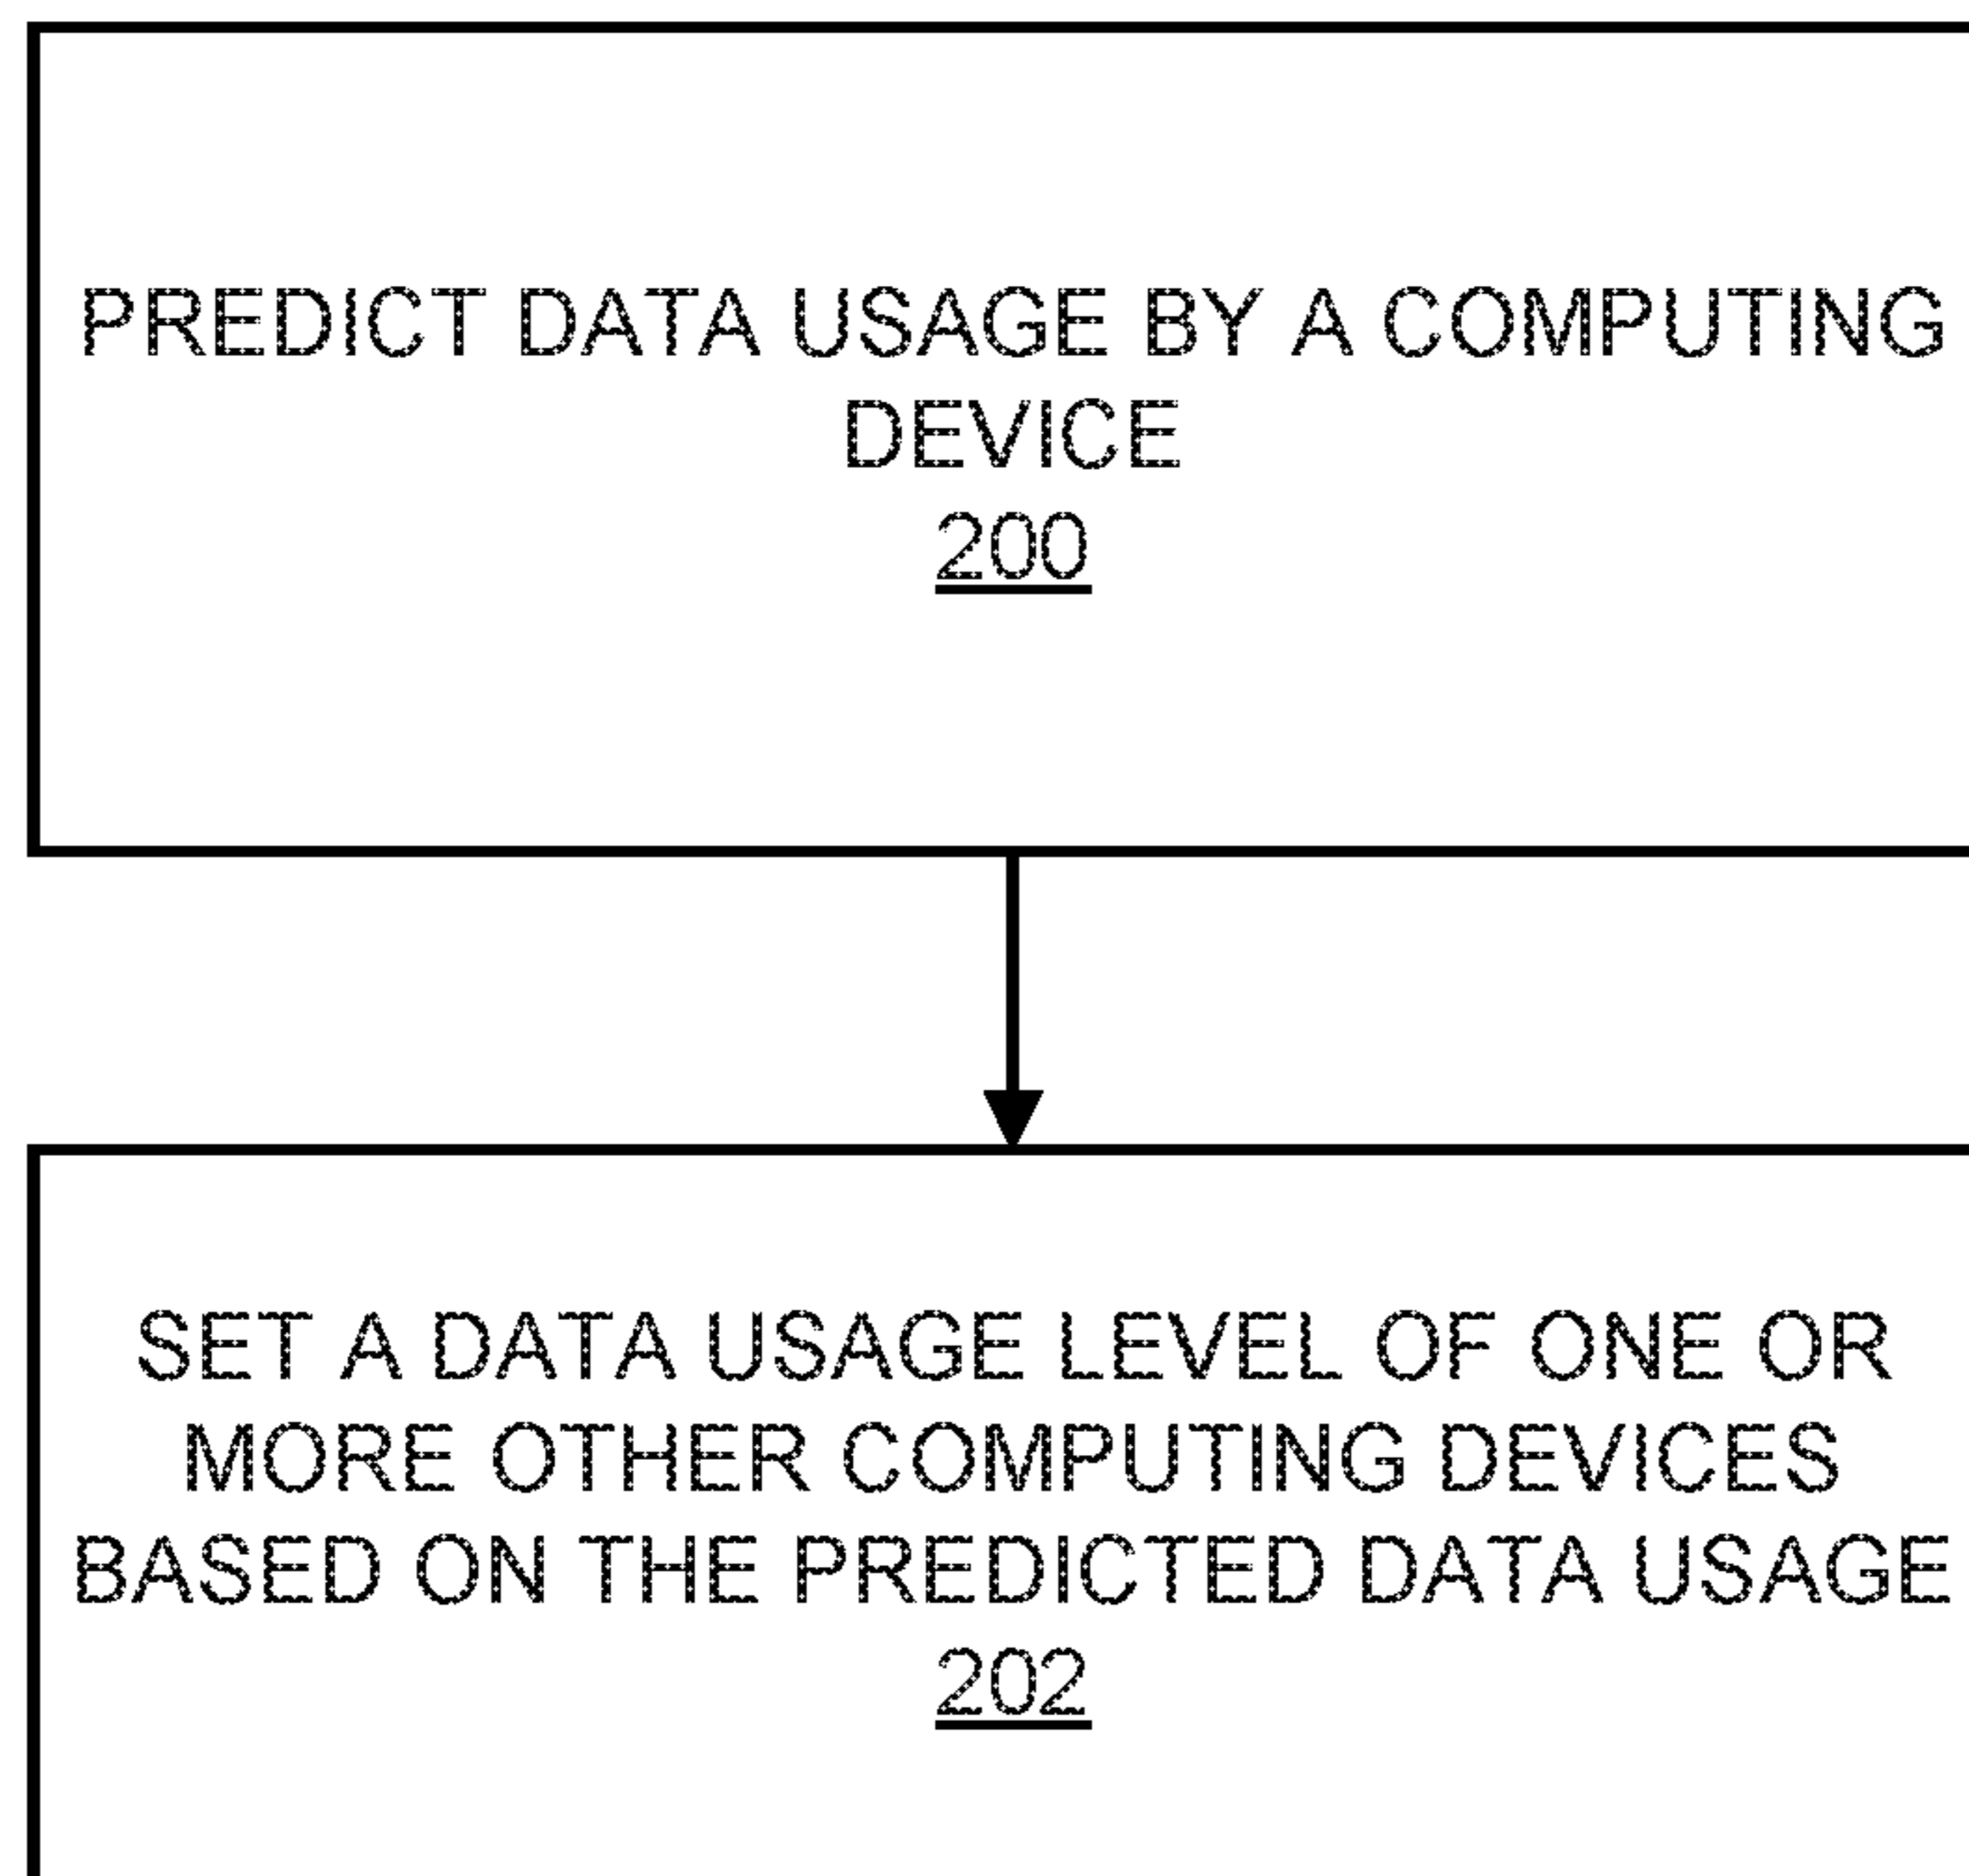 PREDICT DATA USAGE BY A COMPUTING
DEVICE
200
SET A DATA USAGE LEVEL OF ONE OR
MORE OTHER COMPUTING DEVICES
BASED ON THE PREDICTED DATA USAGE
202